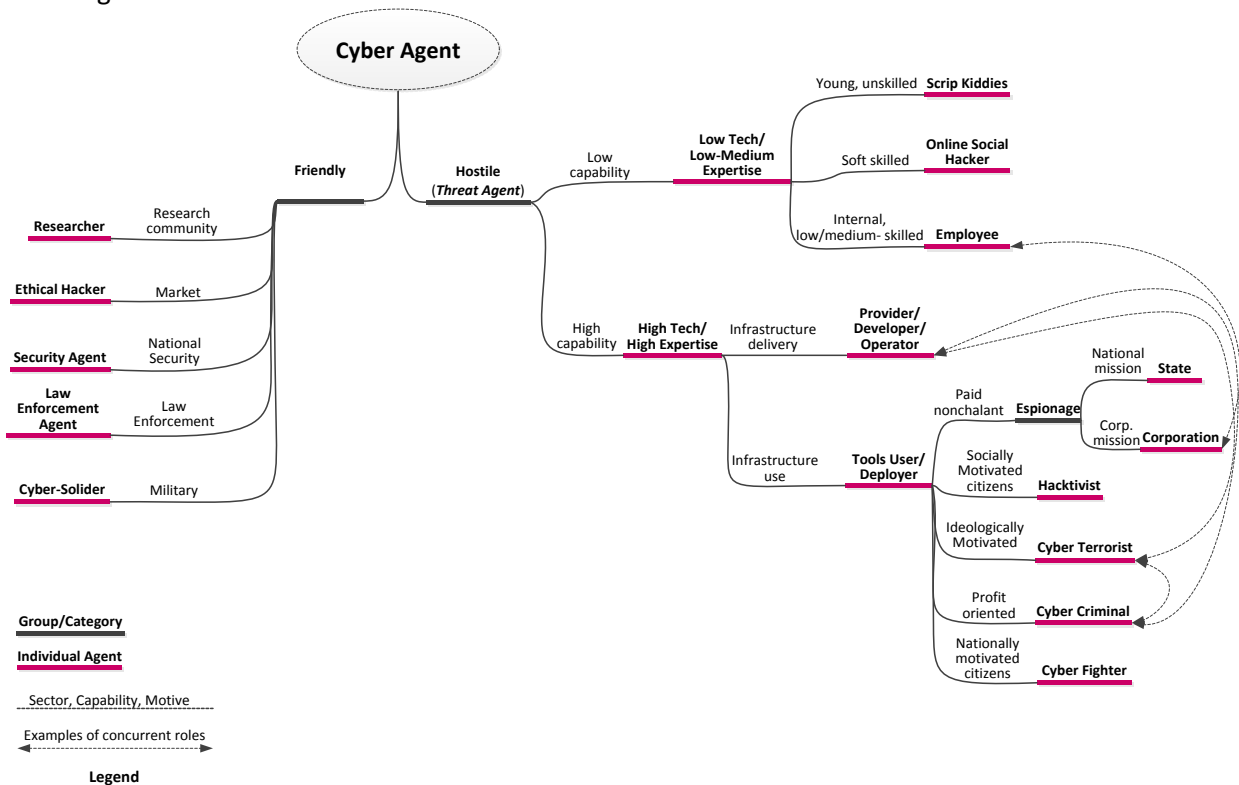 Cyber Agent
Friendly
Hostile
(Threat Agent)
Researcher
Research
community
Ethical Hacker
Market
Security Agent
National
Security
Law
Enforcement
Agent
Law
Enforcement
Cyber-Solider
Military
Low
capability
Low Tech/
Low-Medium
Expertise
Young, unskilled
Scrip Kiddies
Soft skilled
Online Social
Hacker
Internal,
low/medium- skilled
Employee
High
capability
High Tech/
High Expertise
Infrastructure
delivery
Provider/
Developer/
Operator
Infrastructure
use
Tools User/
Deployer
Paid
nonchalant
Espionage
National
mission
State
Corp.
mission
Corporation
Socially
Motivated
citizens
Hacktivist
Ideologically
Motivated
Cyber Terrorist
Profit
oriented
Cyber Criminal
Nationally
motivated
citizens
Cyber Fighter
Group/Category
Individual Agent
Sector, Capability, Motive
Examples of concurrent roles
Legend